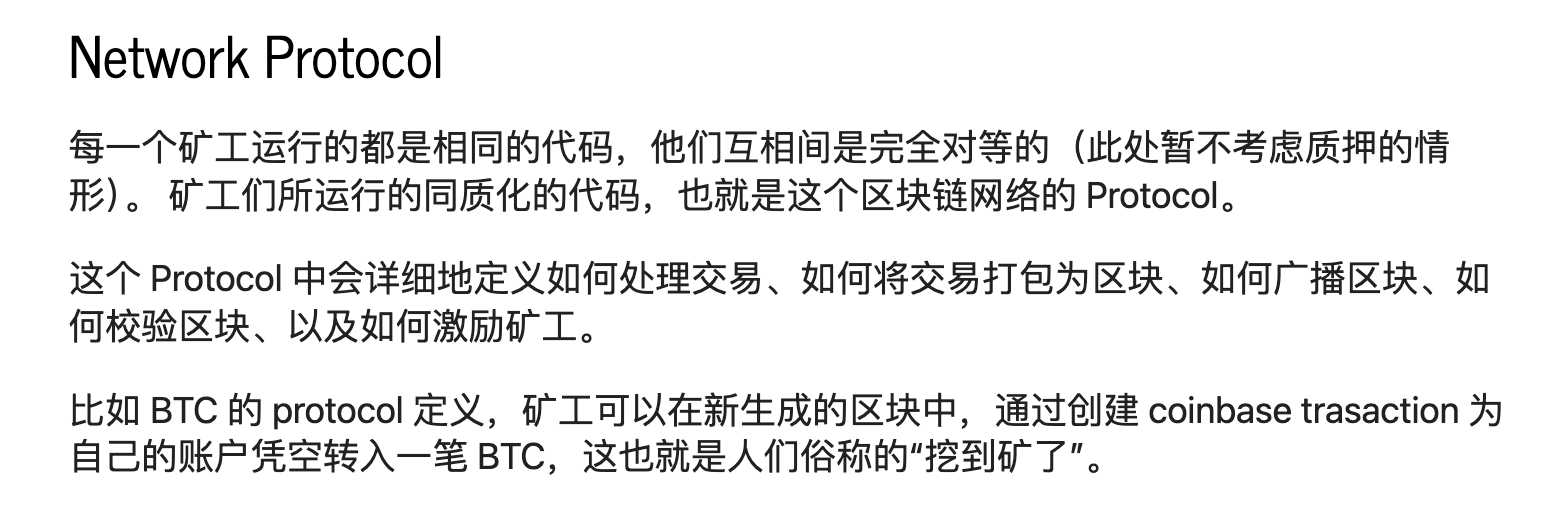 Network Protocol
每一个矿工运行的都是相同的代码，他们互相间是完全对等的（此处暂不考虑质押的情
形）。 矿工们所运行的同质化的代码，也就是这个区块链网络的 Protocol。
这个 Protocol 中会详细地定义如何处理交易、如何将交易打包为区块、如何广播区块、如
何校验区块、以及如何激励矿工。
比如 BTC 的 protocol 定义，矿工可以在新生成的区块中，通过创建 coinbase trasaction 为
自己的账户凭空转入一笔 BTC，这也就是人们俗称的“挖到矿了”。